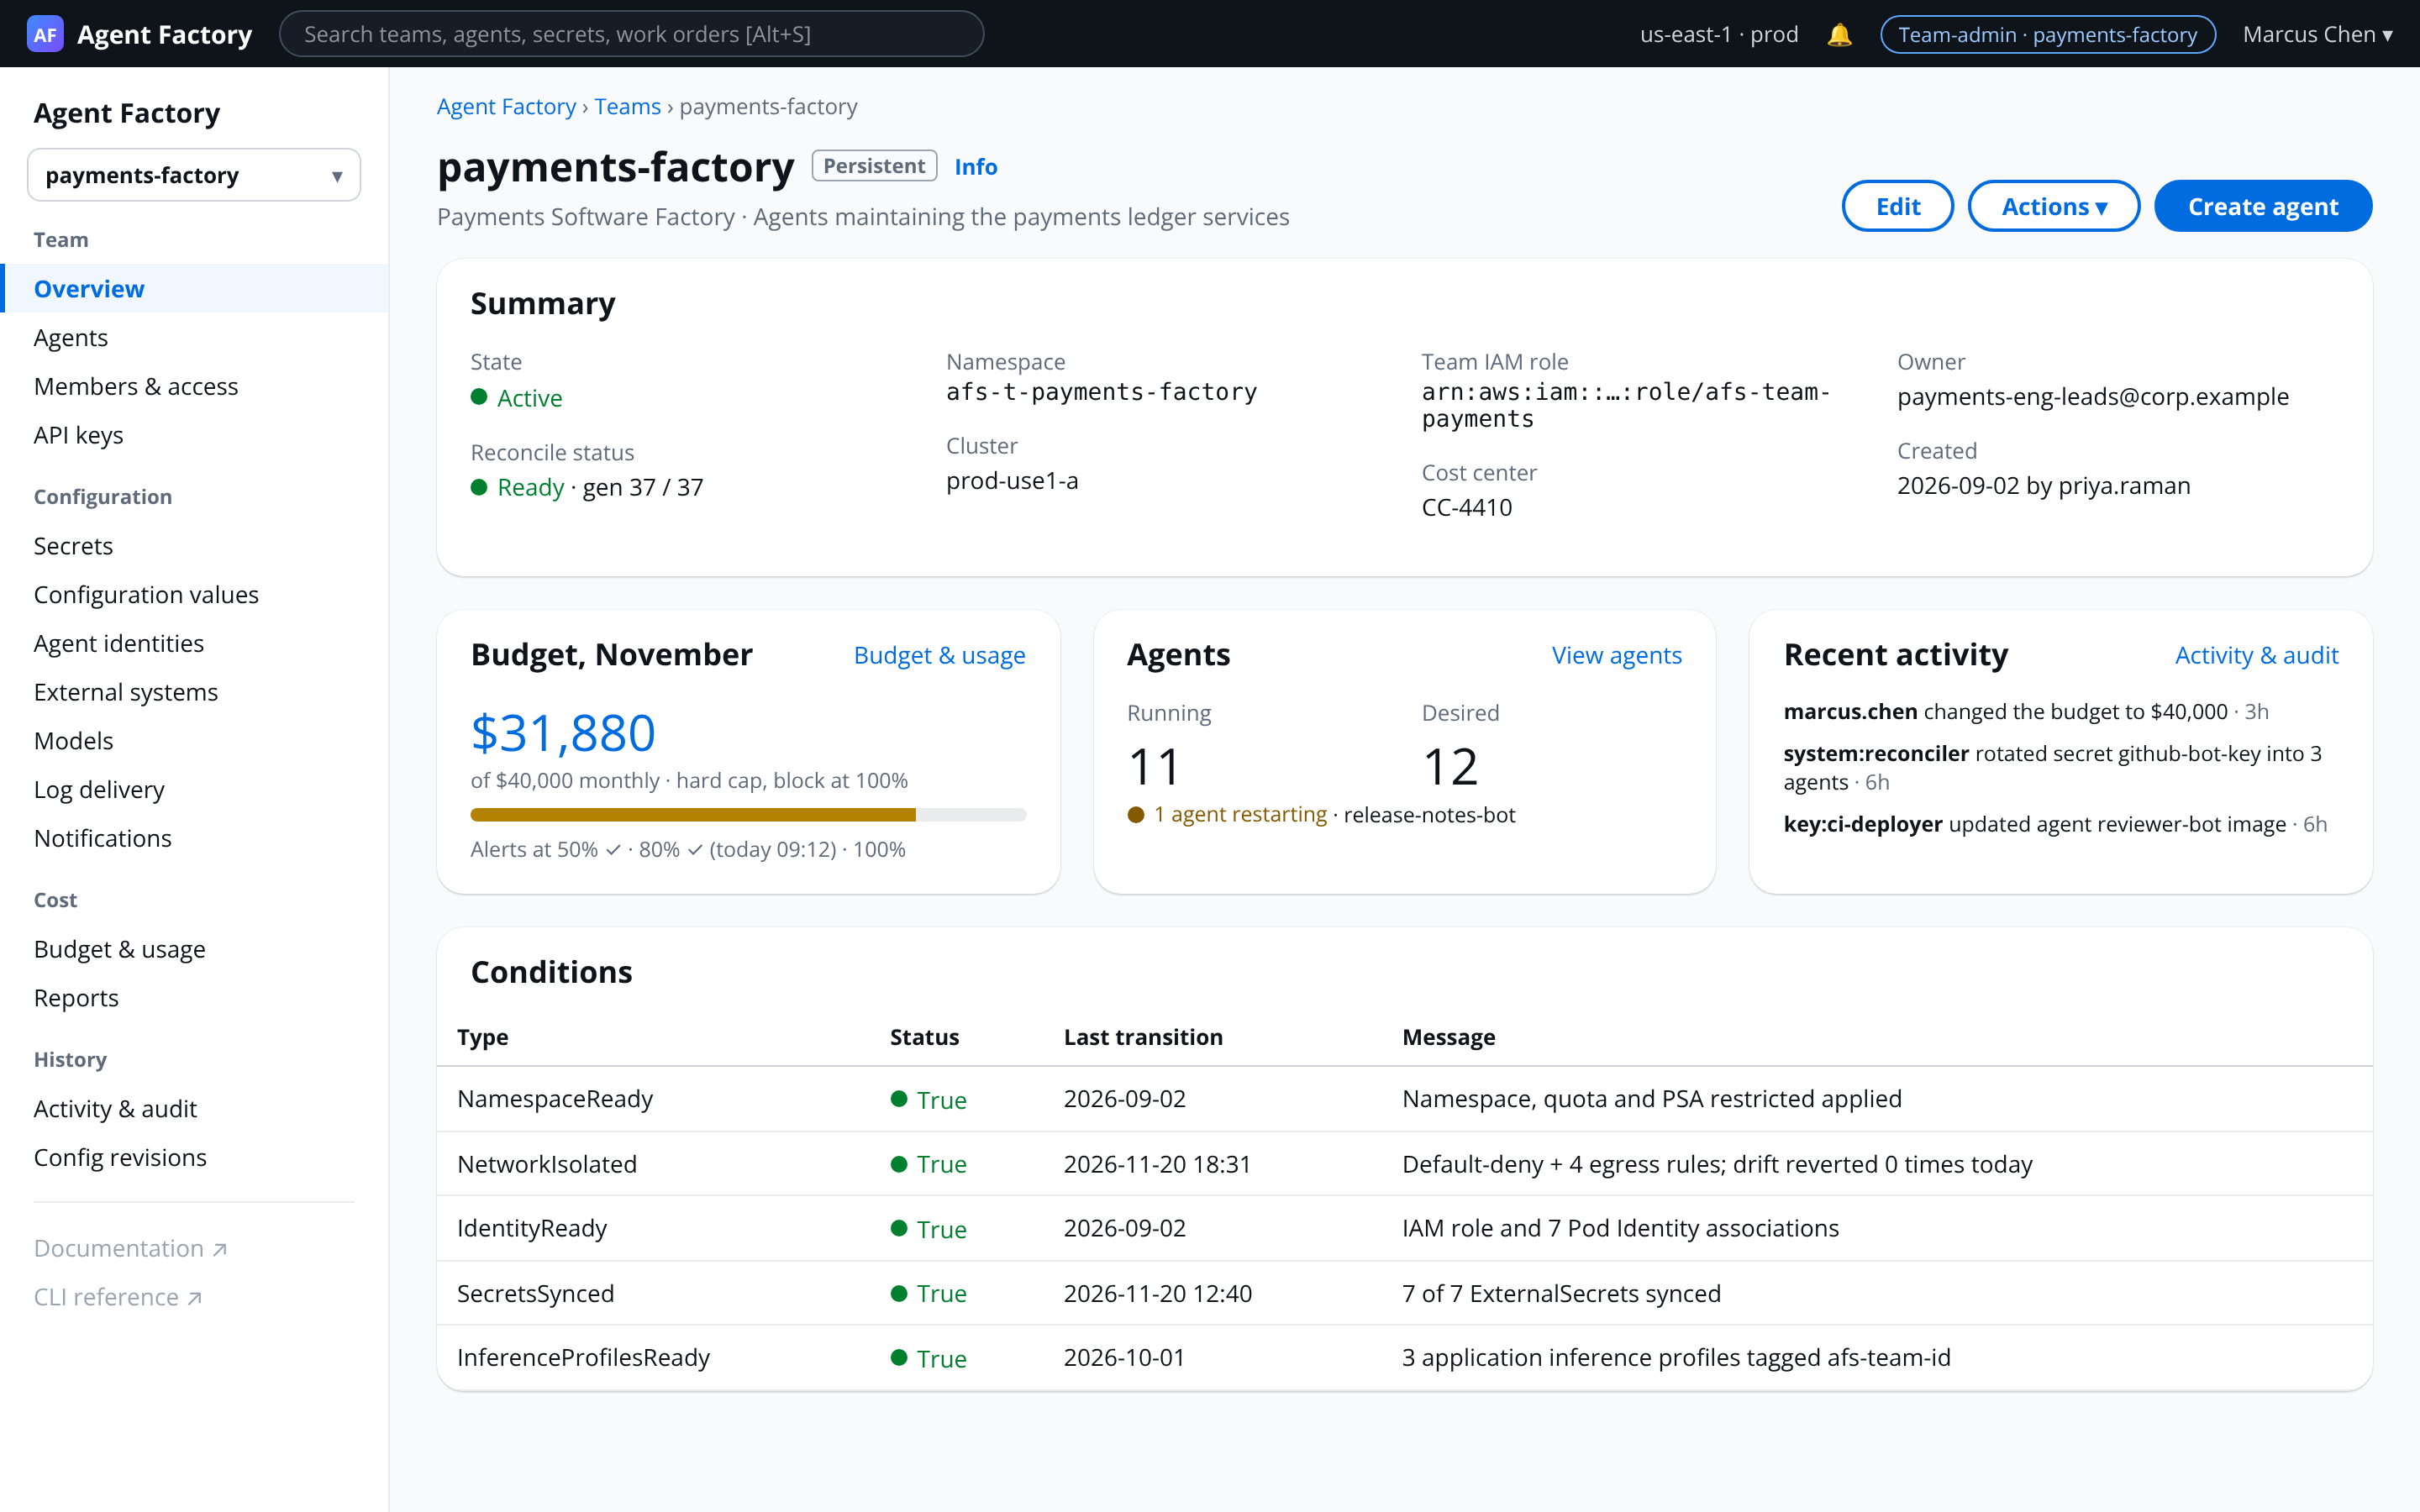 AF Agent Factory
Search teams, agents, secrets, work orders [Alt+S]
us-east-1 · prod
🔔
Team-admin · payments-factory
Marcus Chen ▾
Agent Factory
payments-factory ▾
Team
Overview
Agents
Members & access
API keys
Configuration
Secrets
Configuration values
Agent identities
External systems
Models
Log delivery
Notifications
Cost
Budget & usage
Reports
History
Activity & audit
Config revisions
Documentation ↗
CLI reference ↗
Agent Factory › Teams › payments-factory
payments-factory Persistent Info
Payments Software Factory · Agents maintaining the payments ledger services
Edit
Actions ▾
Create agent
Summary
State
Active
Reconcile status
Ready · gen 37 / 37
Namespace
afs-t-payments-factory
Cluster
prod-use1-a
Team IAM role
arn:aws:iam::…:role/afs-team-
payments
Cost center
CC-4410
Owner
payments-eng-leads@corp.example
Created
2026-09-02 by priya.raman
Budget, November
Budget & usage
$31,880
of $40,000 monthly · hard cap, block at 100%
Alerts at 50% ✓ · 80% ✓ (today 09:12) · 100%
Agents
View agents
Running
11
Desired
12
1 agent restarting · release-notes-bot
Recent activity
Activity & audit
marcus.chen changed the budget to $40,000 · 3h
system:reconciler rotated secret github-bot-key into 3
agents · 6h
key:ci-deployer updated agent reviewer-bot image · 6h
Conditions
Type Status Last transition Message
NamespaceReady True 2026-09-02 Namespace, quota and PSA restricted applied
NetworkIsolated True 2026-11-20 18:31 Default-deny + 4 egress rules; drift reverted 0 times today
IdentityReady True 2026-09-02 IAM role and 7 Pod Identity associations
SecretsSynced True 2026-11-20 12:40 7 of 7 ExternalSecrets synced
InferenceProfilesReady True 2026-10-01 3 application inference profiles tagged afs-team-id